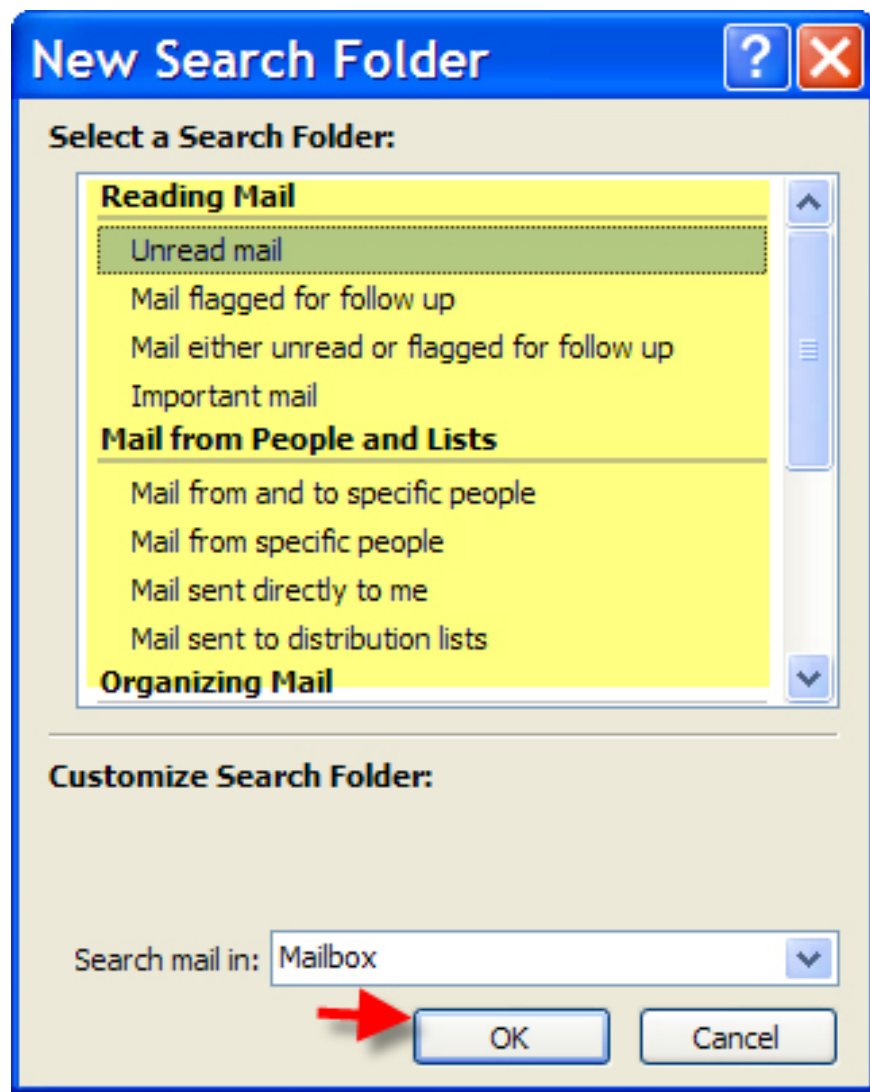 New Search Folder
Select a Search Folder:
Reading Mail
Unread mail
Mail flagged for follow up
Mail either unread or flagged for follow up
Important mail
Mail from People and Lists
Mail from and to specific people
Mail from specific people
Mail sent directly to me
Mail sent to distribution lists
Organizing Mail
Customize Search Folder:
Search mail in: Mailbox
OK Cancel